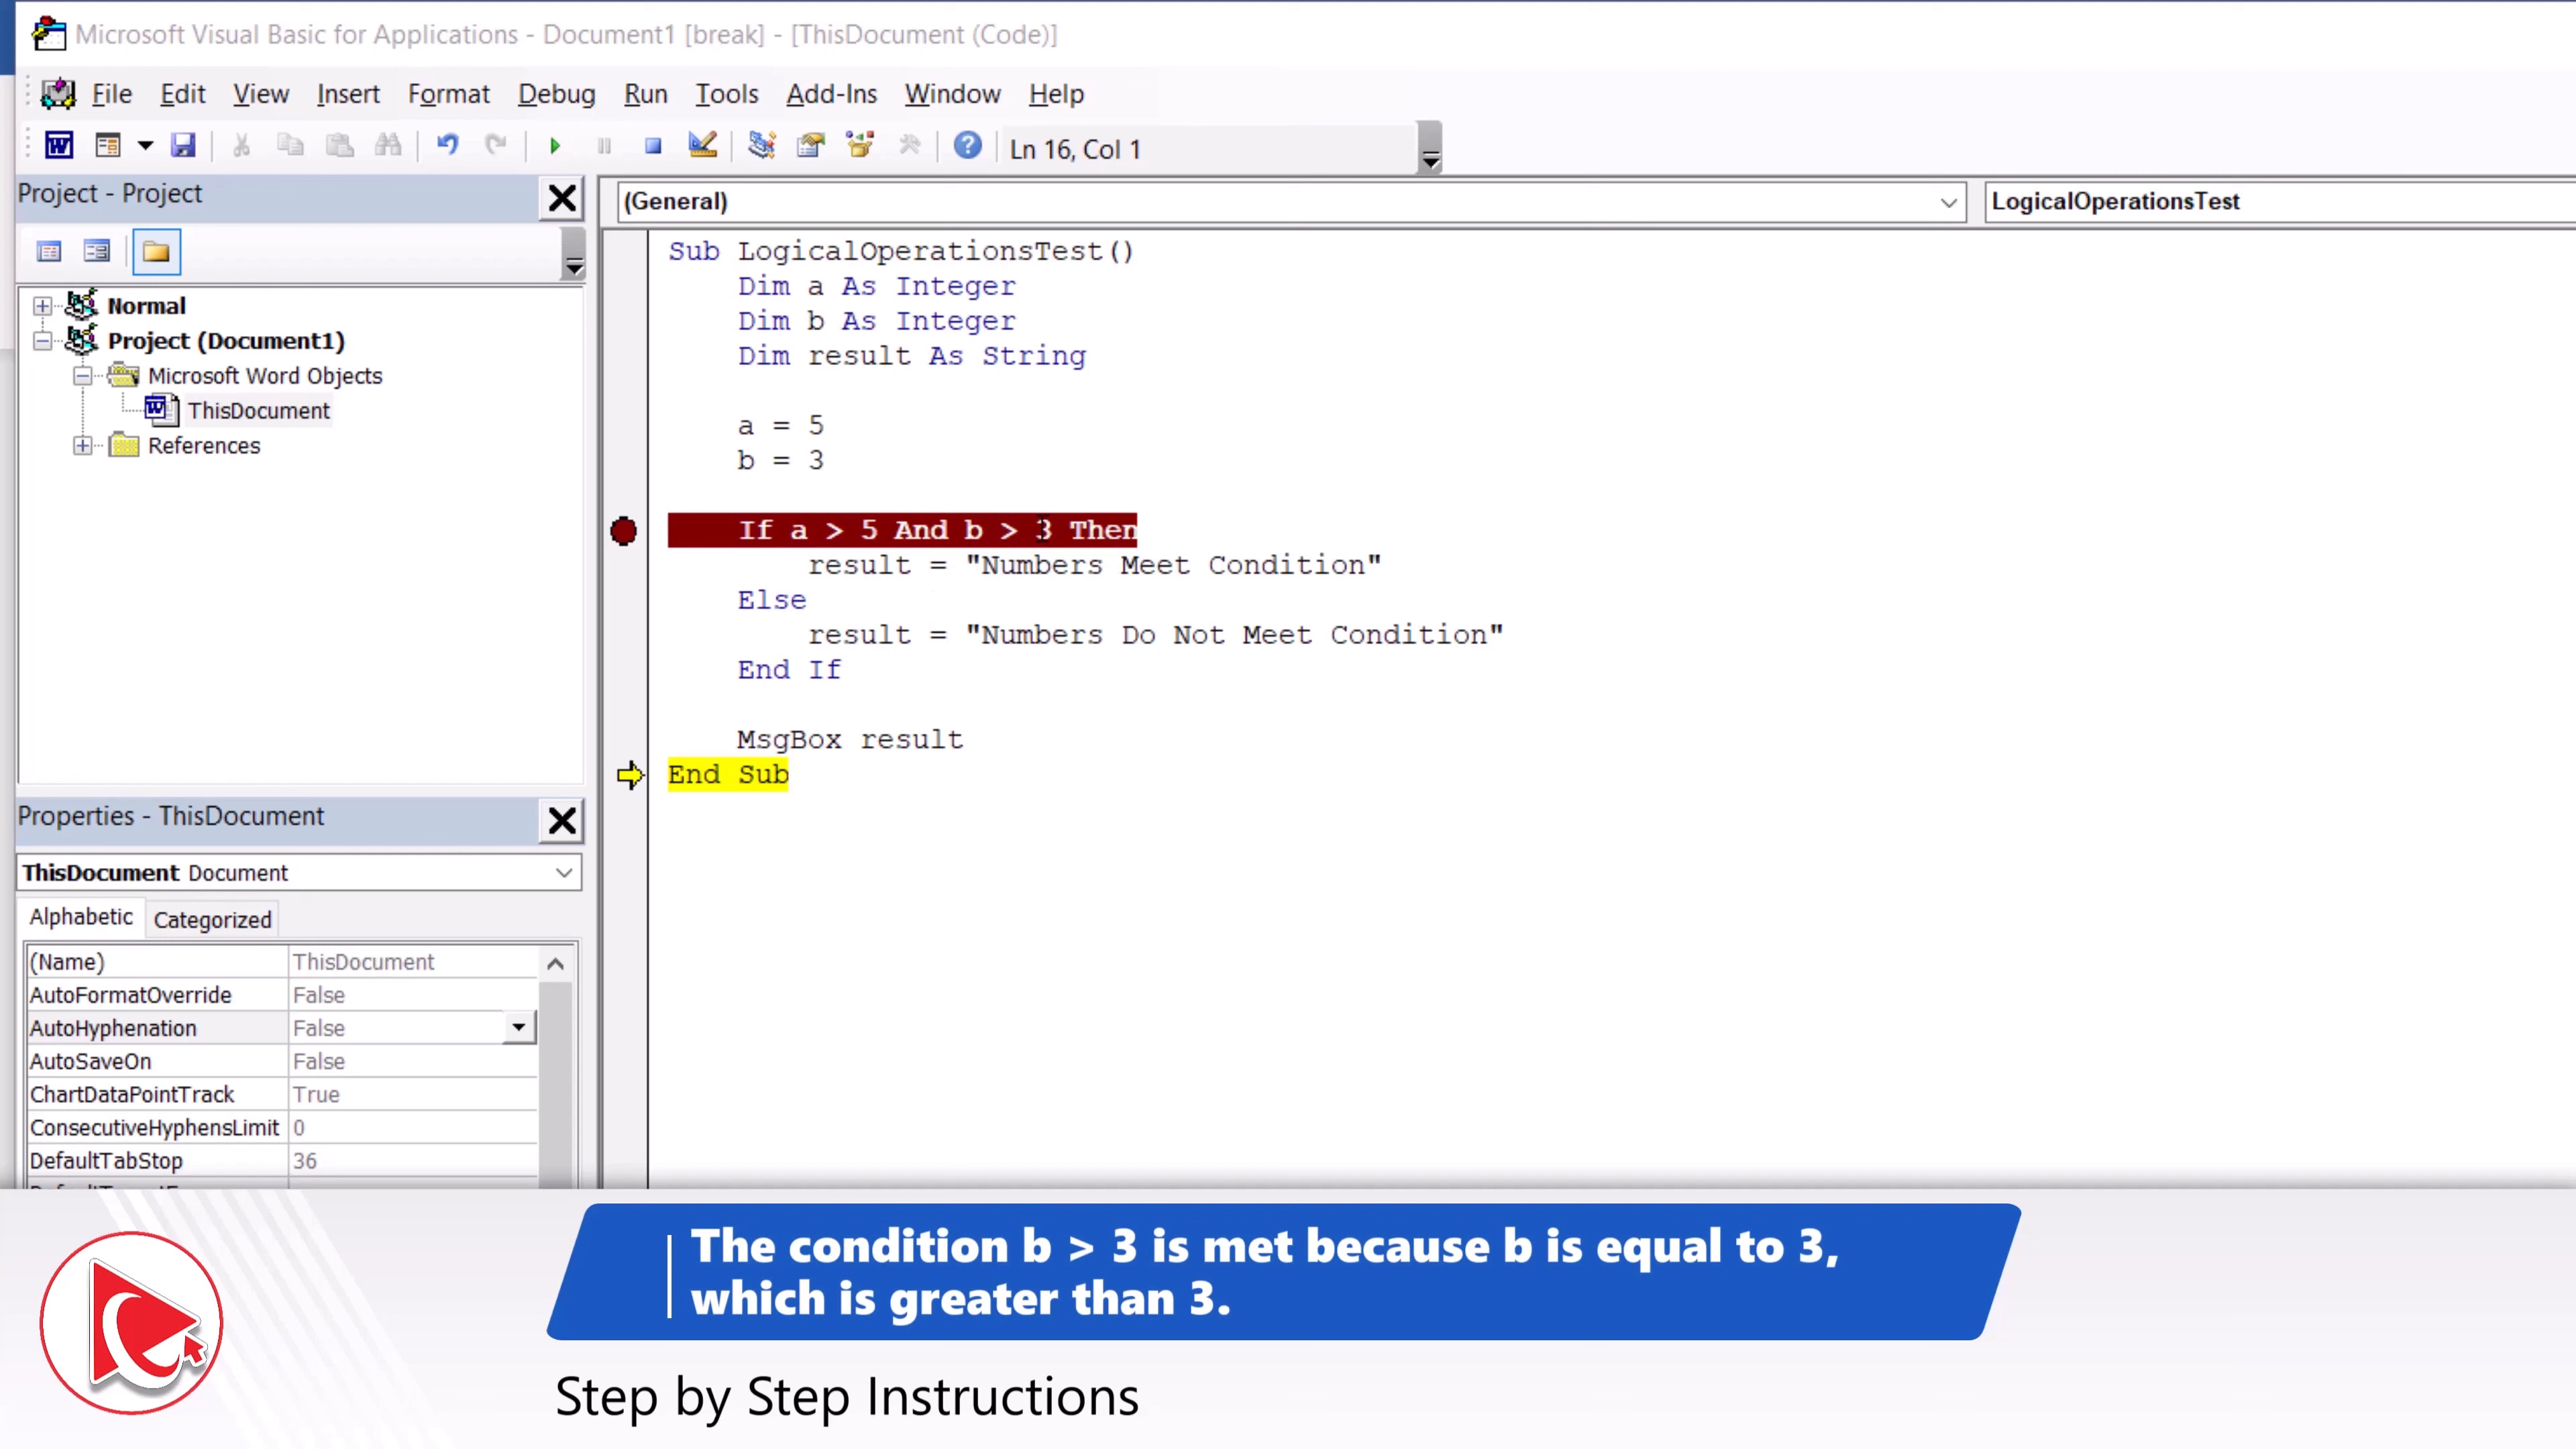 Microsoft Visual Basic for Applications - Document1 [break] - [ThisDocument (Code)]
File Edit View Insert Format Debug Run Tools Add-Ins Window Help
Ln 16, Col 1
Project - Project
(General)
LogicalOperationsTest
Normal
Project (Document1)
Microsoft Word Objects
ThisDocument
References
Sub LogicalOperationsTest()
Dim a As Integer
Dim b As Integer
Dim result As String
a = 5
b = 3
If a > 5 And b > 3 Then
result = "Numbers Meet Condition"
Else
result = "Numbers Do Not Meet Condition"
End If
MsgBox result
End Sub
Properties - ThisDocument
ThisDocument Document
Alphabetic Categorized
(Name) ThisDocument
AutoFormatOverride False
AutoHyphenation False
AutoSaveOn False
ChartDataPointTrack True
ConsecutiveHyphensLimit 0
DefaultTabStop 36
The condition b > 3 is met because b is equal to 3,
which is greater than 3.
Step by Step Instructions